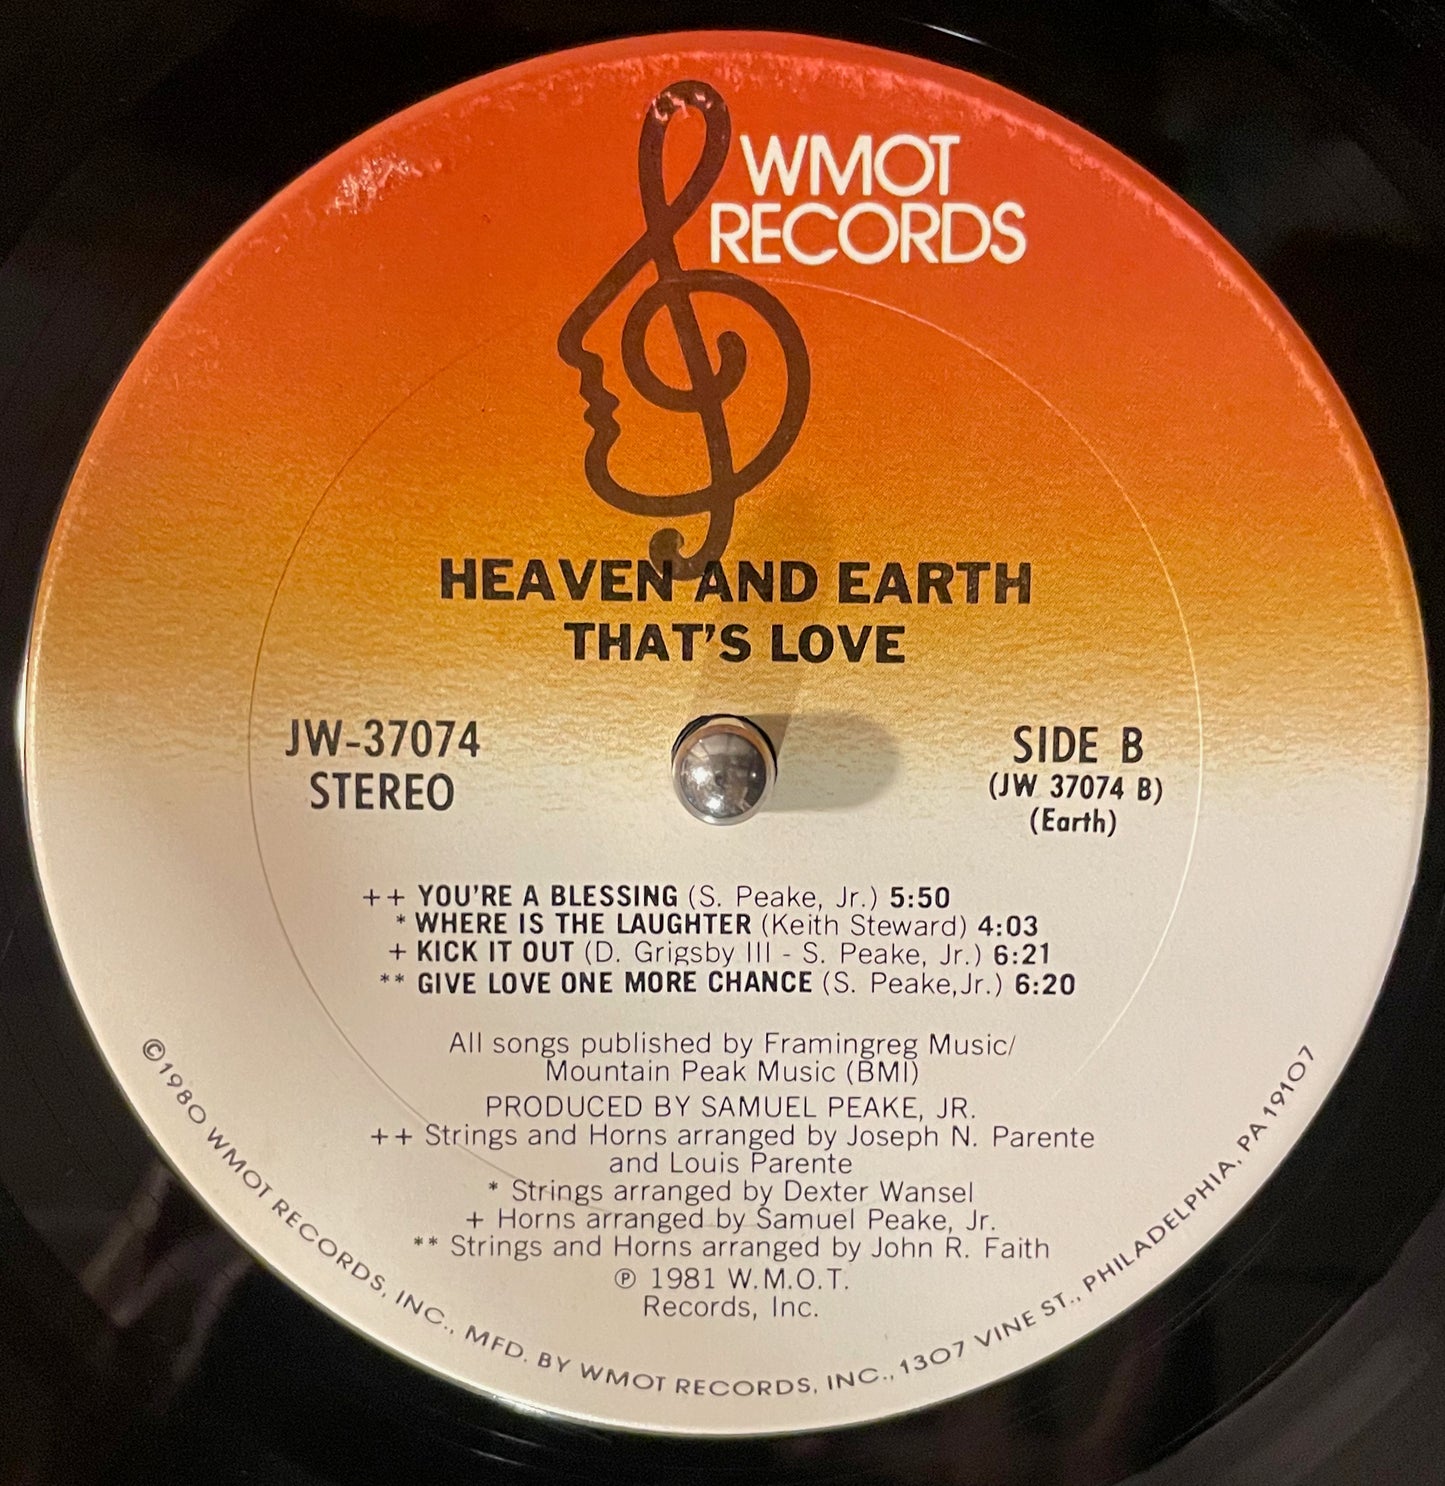 WMOT
RECORDS
HEAVEN AND EARTH
THAT'S LOVE
JW-37074
STEREO
SIDE B
(JW 37074 B)
(Earth)
++ YOU'RE A BLESSING (S. Peake, Jr.) 5:50
* WHERE IS THE LAUGHTER (Keith Steward) 4:03
+ KICK IT OUT (D. Grigsby III - S. Peake, Jr.) 6:21
** GIVE LOVE ONE MORE CHANCE (S. Peake,Jr.) 6:20
All songs published by Framingreg Music/
Mountain Peak Music (BMI)
PRODUCED BY SAMUEL PEAKE, JR.
++ Strings and Horns arranged by Joseph N. Parente
and Louis Parente
* Strings arranged by Dexter Wansel
+ Horns arranged by Samuel Peake, Jr.
** Strings and Horns arranged by John R. Faith
℗ 1981 W.M.O.T.
Records, Inc.
©1980 WMOT RECORDS, INC., MFD. BY WMOT RECORDS, INC., 1307 VINE ST., PHILADELPHIA, PA 19107